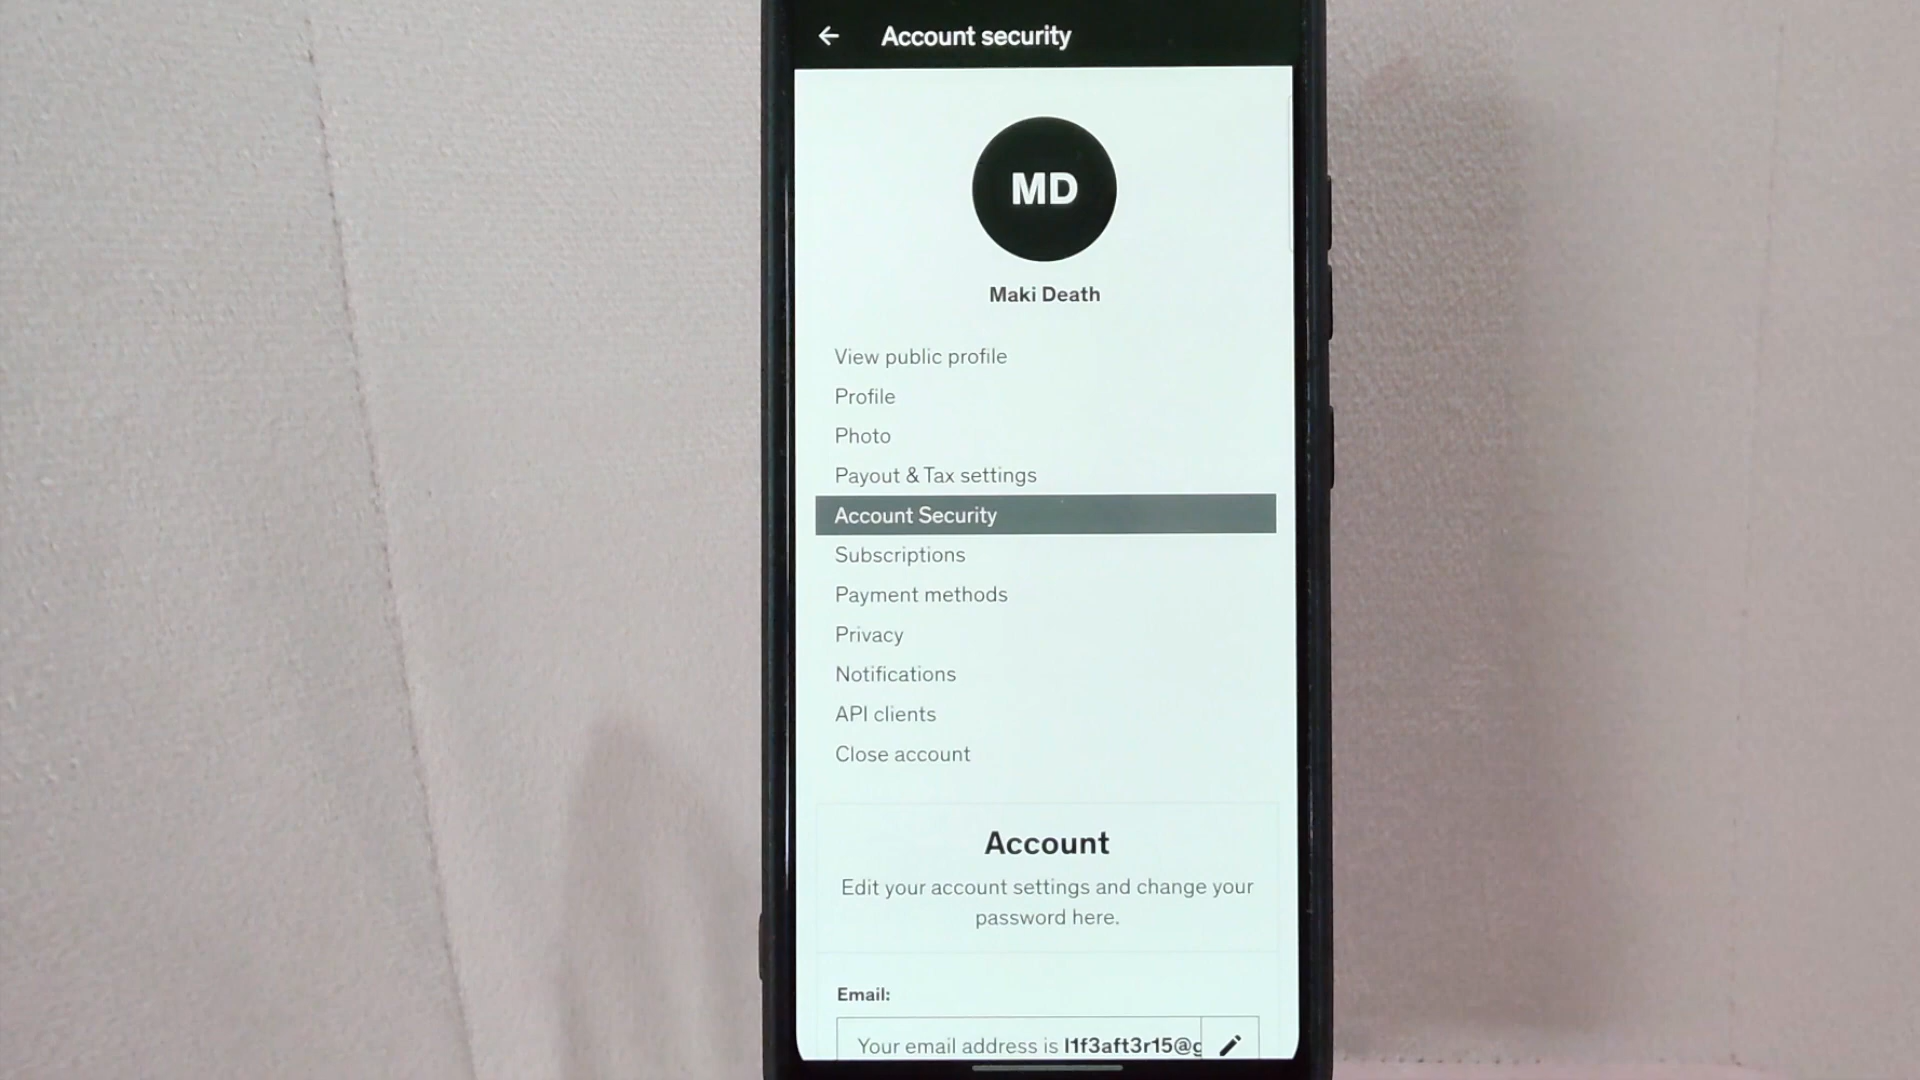 Account security
MD
Maki Death
View public profile
Profile
Photo
Payout & Tax settings
Account Security
Subscriptions
Payment methods
Privacy
Notifications
API clients
Close account
Account
Edit your account settings and change your
password here.
Email:
Your email address is l1f3aft3r15@g